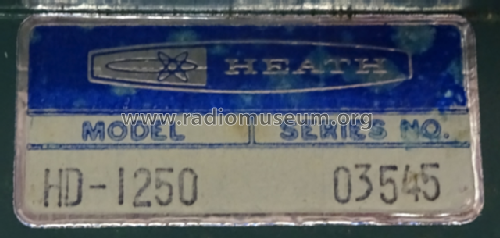 HEATH
www.radiomuseum.org
MODEL SERIES NO.
HD-1250 03545